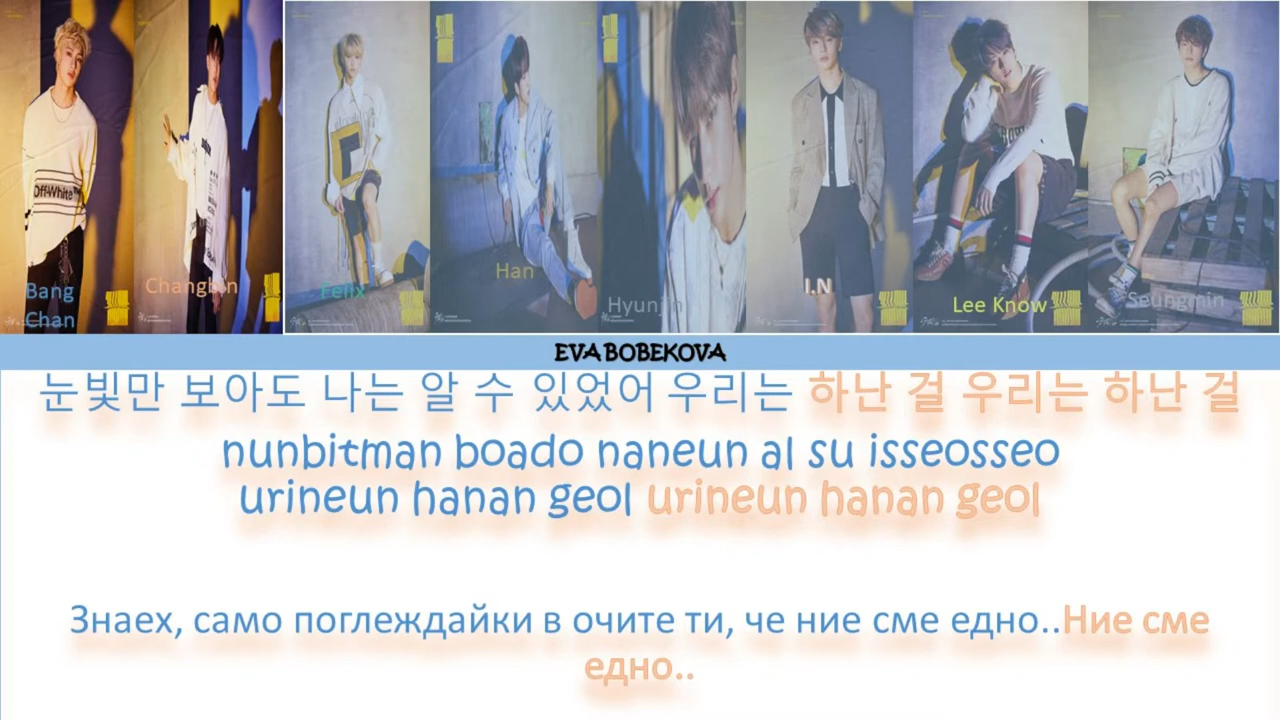 Off-White™
Bang
Chan
Changbin
Felix
Han
Hyunjin
I.N
Lee Know
Seungmin
EVA BOBEKOVA
눈빛만 보아도 나는 알 수 있었어 우리는 하난 걸 우리는 하난 걸
nunbitman boado naneun al su isseosseo
urineun hanan geol urineun hanan geol
Знаех, само поглеждайки в очите ти, че ние сме едно..Ние сме
едно..